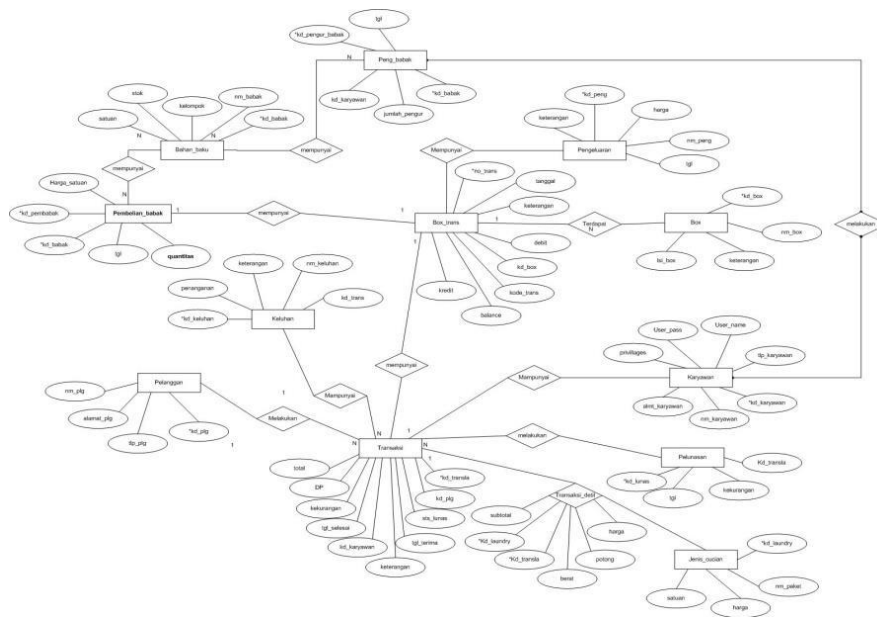 tgl
*kd_pengur_babak
N
Peng_babak
stok
kelompok
nm_babak
*kd_babak
satuan
N
N
Bahan_baku
mempunyai
kd_karyawan
jumlah_pengur
*kd_babak
*kd_peng
harga
keterangan
nm_peng
Mempunyai
Pengeluaran
tgl
mempunyai
N
Harga_satuan
*kd_pembabak
Pembelian_babak
1
mempunyai
1
*kd_babak
tgl
quantitas
*no_trans
tanggal
keterangan
1
Box_trans
1
1
Terdapat
N
debit
kd_box
kode_trans
kredit
balance
*kd_box
Box
nm_box
isi_box
keterangan
melakukan
keterangan
nm_keluhan
penanganan
kd_trans
*kd_keluhan
Keluhan
mempunyai
User_pass
User_name
privillages
tlp_karyawan
Karyawan
almt_karyawan
*kd_karyawan
nm_karyawan
Mampunyai
1
Mampunyai
Pelanggan
nm_plg
alamat_plg
*kd_plg
tlp_plg
1
Melakukan
N
N
1
N
1
Transaksi
melakukan
Pelunasan
*kd_lunas
Kd_transla
tgl
kekurangan
total
DP
kekurangan
tgl_selesai
kd_karyawan
keterangan
tgl_terima
sts_lunas
kd_plg
*kd_transla
Transaksi_detil
subtotal
*Kd_laundry
*Kd_transla
berat
potong
harga
Jenis_cucian
*kd_laundry
nm_paket
satuan
harga